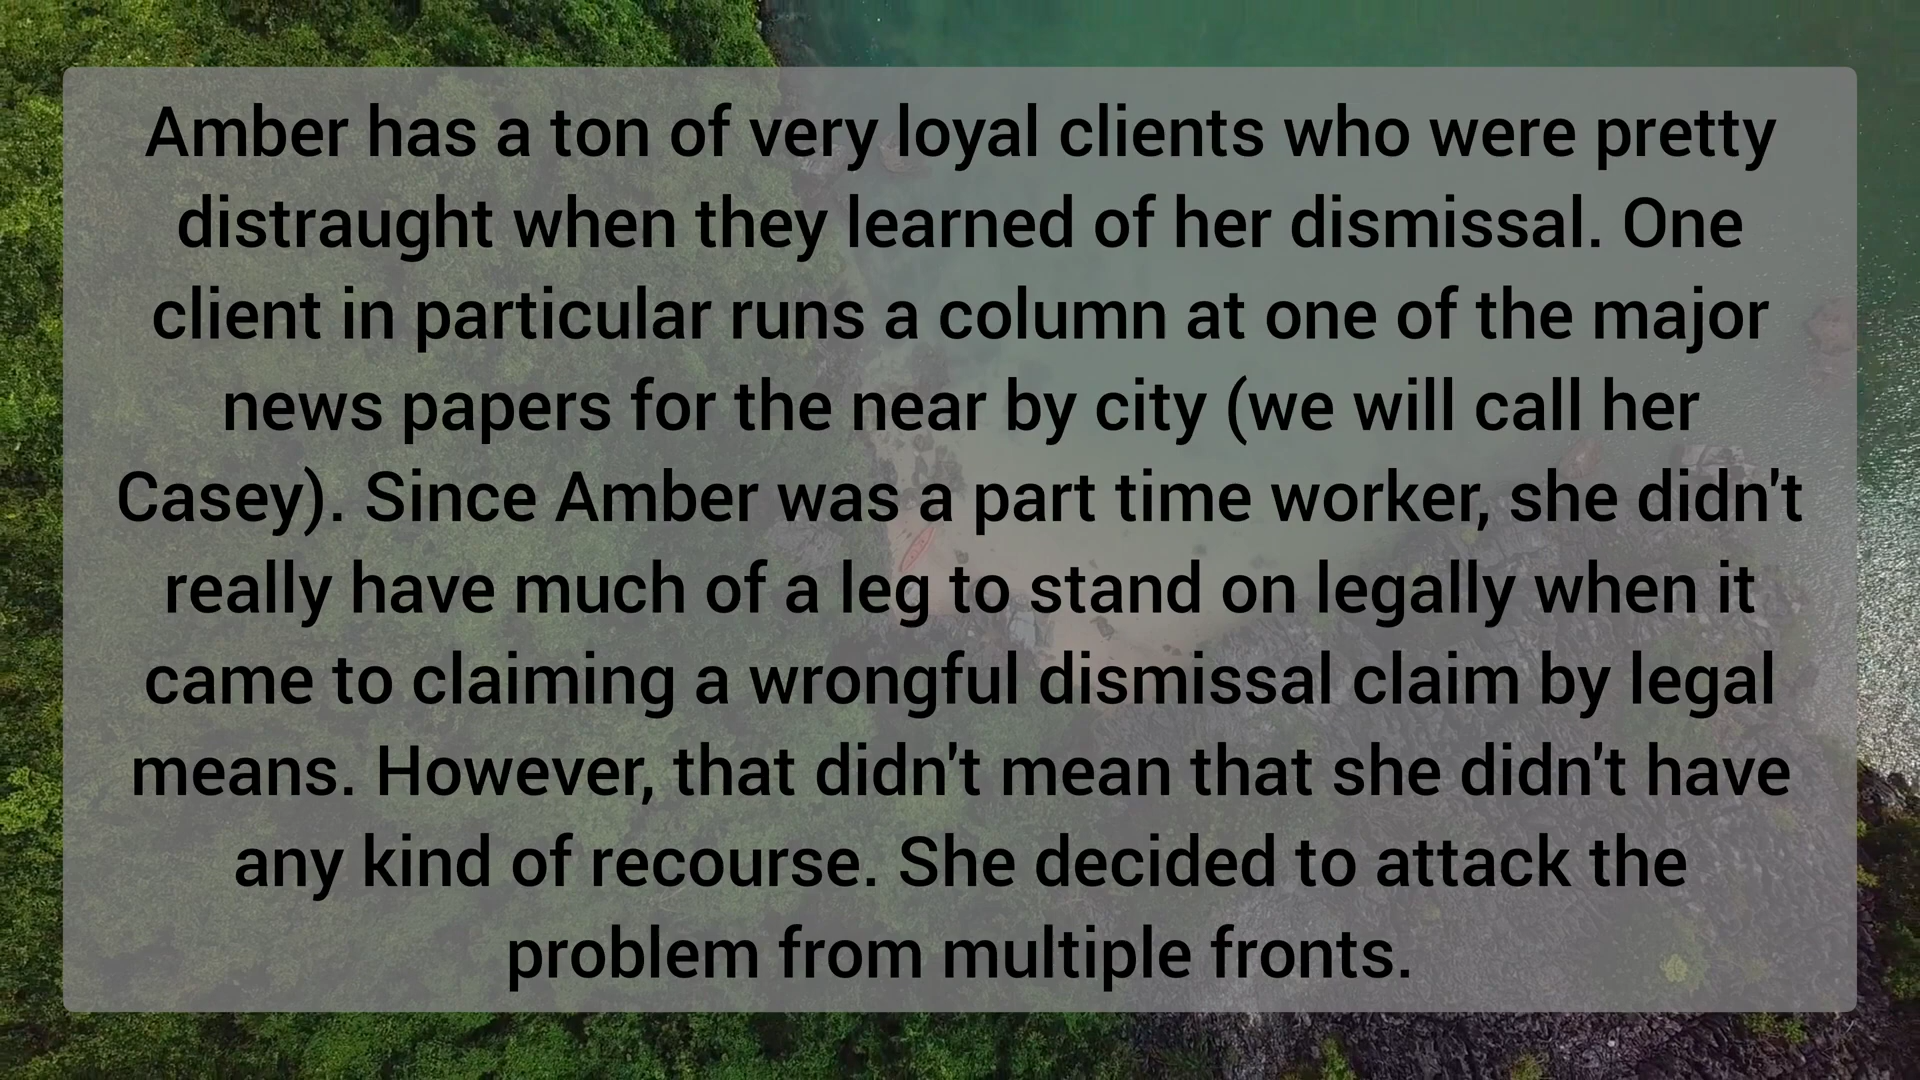 Amber has a ton of very loyal clients who were pretty
distraught when they learned of her dismissal. One
client in particular runs a column at one of the major
news papers for the near by city (we will call her
Casey). Since Amber was a part time worker, she didn't
really have much of a leg to stand on legally when it
came to claiming a wrongful dismissal claim by legal
means. However, that didn't mean that she didn't have
any kind of recourse. She decided to attack the
problem from multiple fronts.